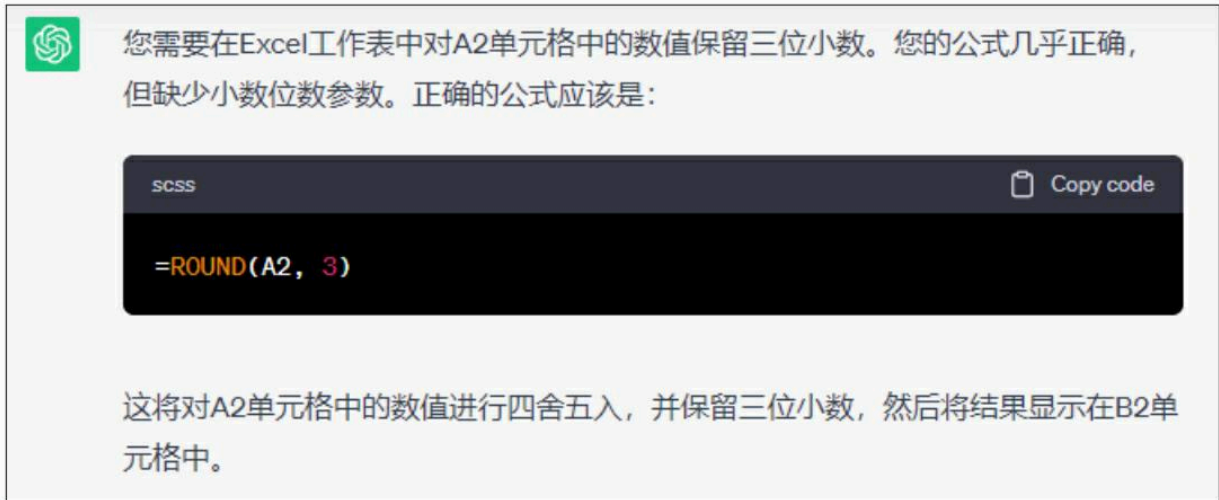 您需要在Excel工作表中对A2单元格中的数值保留三位小数。您的公式几乎正确，
但缺少小数位数参数。正确的公式应该是：
scss Copy code
=ROUND(A2, 3)
这将对A2单元格中的数值进行四舍五入，并保留三位小数，然后将结果显示在B2单
元格中。